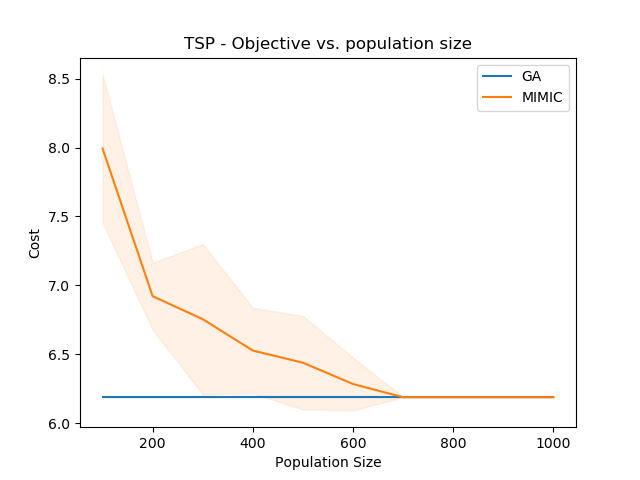 TSP - Objective vs. population size
GA
MIMIC
8.5
8.0
7.5
7.0
6.5
6.0
Cost
200
400
600
800
1000
Population Size